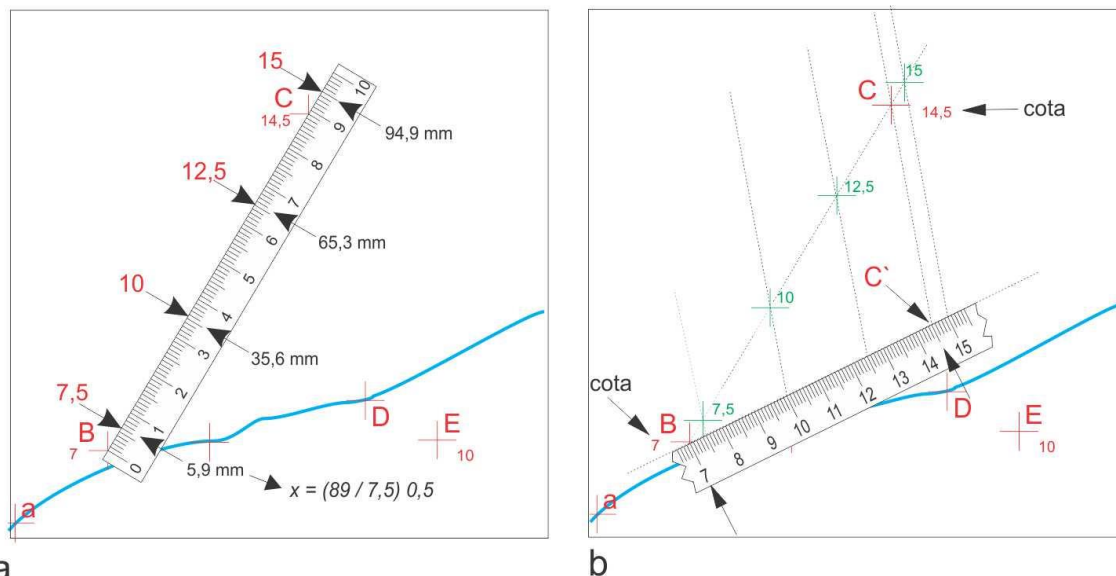 15
C
14,5
94,9 mm
12,5
65,3 mm
10
35,6 mm
7,5
B
7
5,9 mm
x = (89 / 7,5) 0,5
0 1 2 3 4 5 6 7 8 9 10
D
E
10
a
a
15
C
14,5
cota
12,5
10
C`
cota
7,5
B
7
7 8 9 10 11 12 13 14 15
D
E
10
a
b